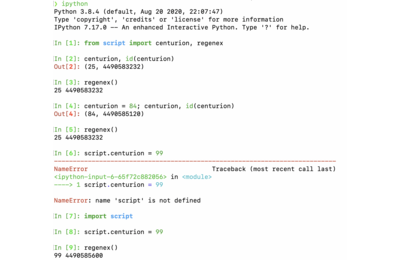 > ipython
Python 3.8.4 (default, Aug 20 2020, 22:07:47)
Type 'copyright', 'credits' or 'license' for more information
IPython 7.17.0 -- An enhanced Interactive Python. Type '?' for help.
In [1]: from script import centurion, regenex
In [2]: centurion, id(centurion)
Out[2]: (25, 4490583232)
In [3]: regenex()
25 4490583232
In [4]: centurion = 84; centurion, id(centurion)
Out[4]: (84, 4490585120)
In [5]: regenex()
25 4490583232
In [6]: script.centurion = 99
NameError Traceback (most recent call last)
<ipython-input-6-65f72c882056> in <module>
----> 1 script.centurion = 99
NameError: name 'script' is not defined
In [7]: import script
In [8]: script.centurion = 99
In [9]: regenex()
99 4490585600